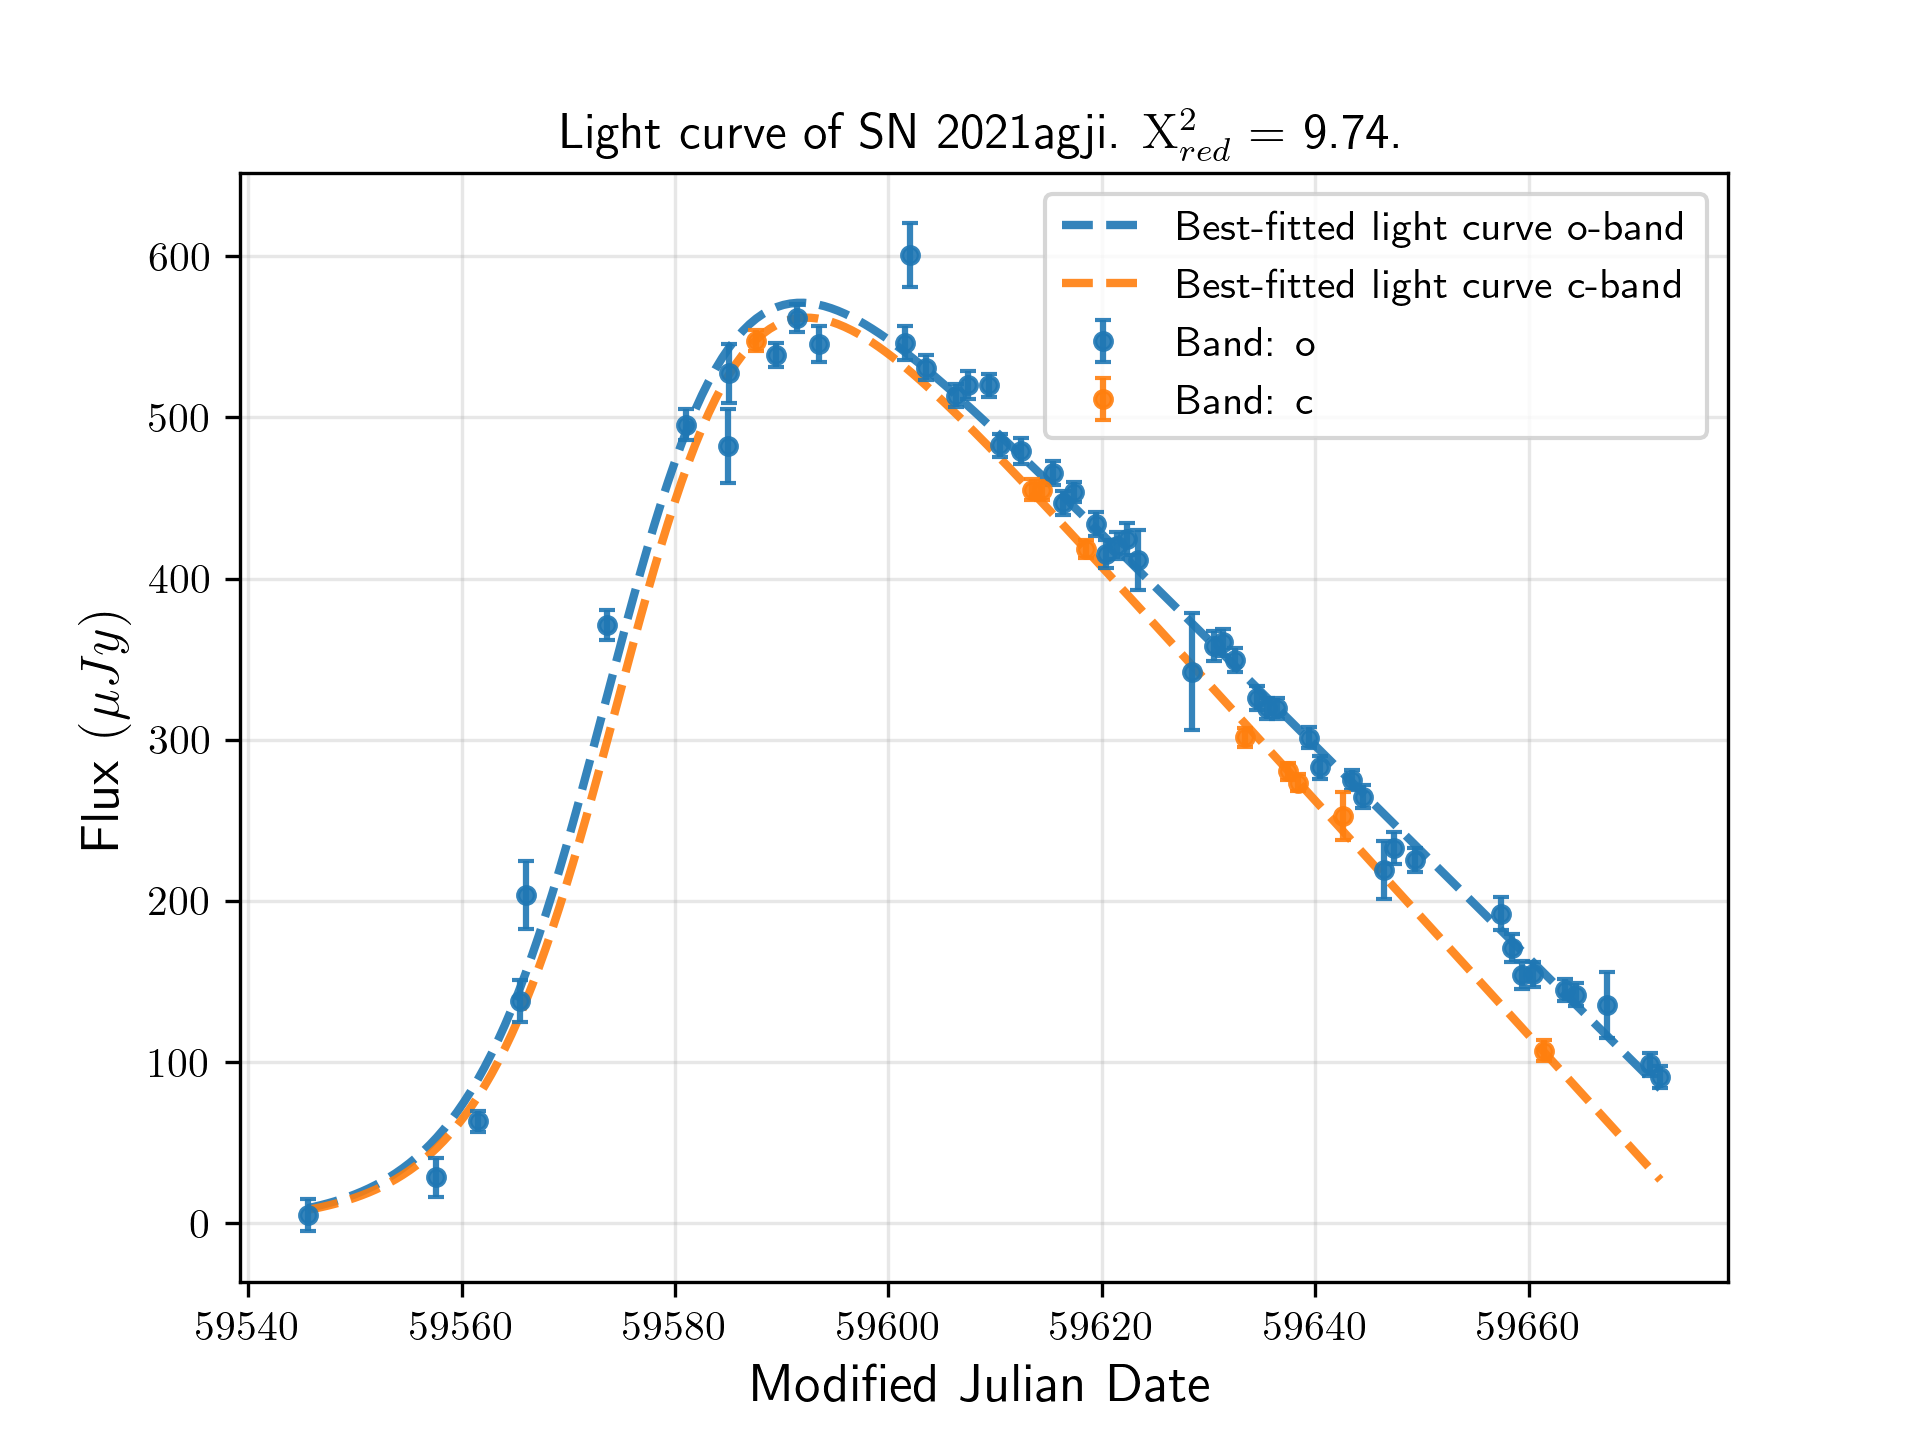 Light curve of SN 2021agji. X²_red = 9.74.
Best-fitted light curve o-band
Best-fitted light curve c-band
Band: o
Band: c
Flux (μJy)
600
500
400
300
200
100
0
59540 59560 59580 59600 59620 59640 59660
Modified Julian Date